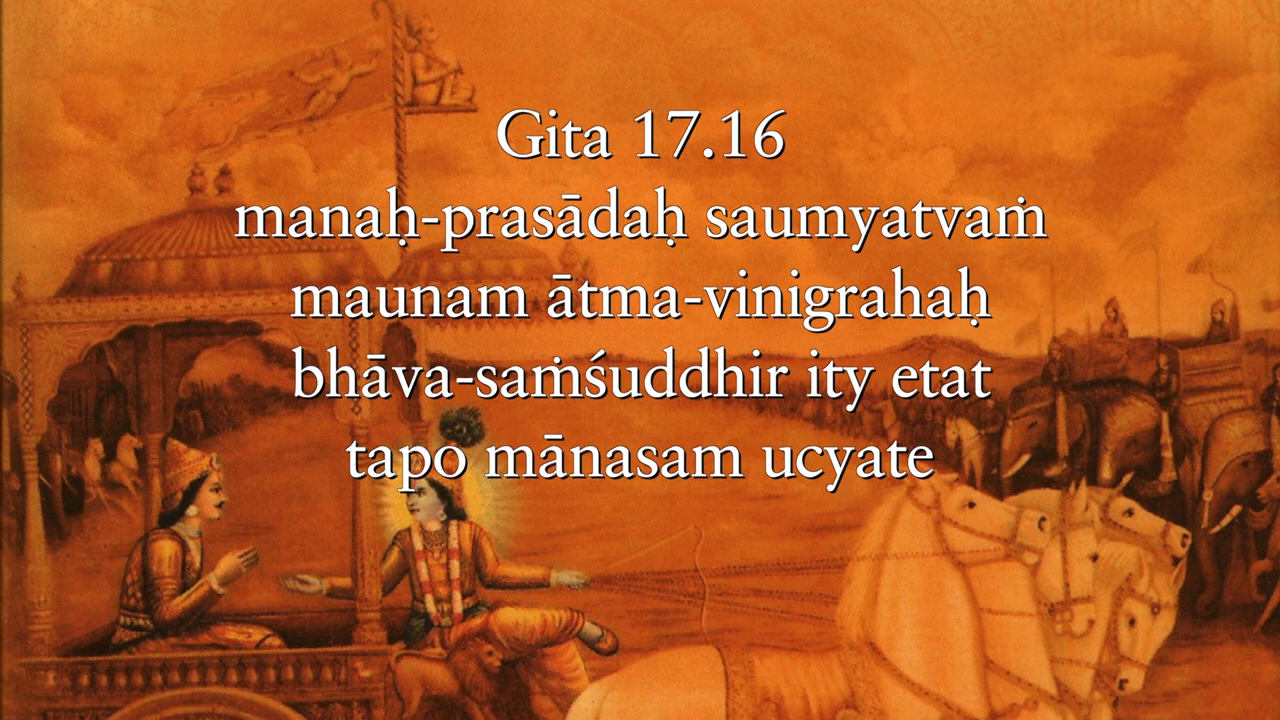 Gita 17.16
manaḥ-prasādaḥ saumyatvaṁ
maunam ātma-vinigrahaḥ
bhāva-saṁśuddhir ity etat
tapo mānasam ucyate